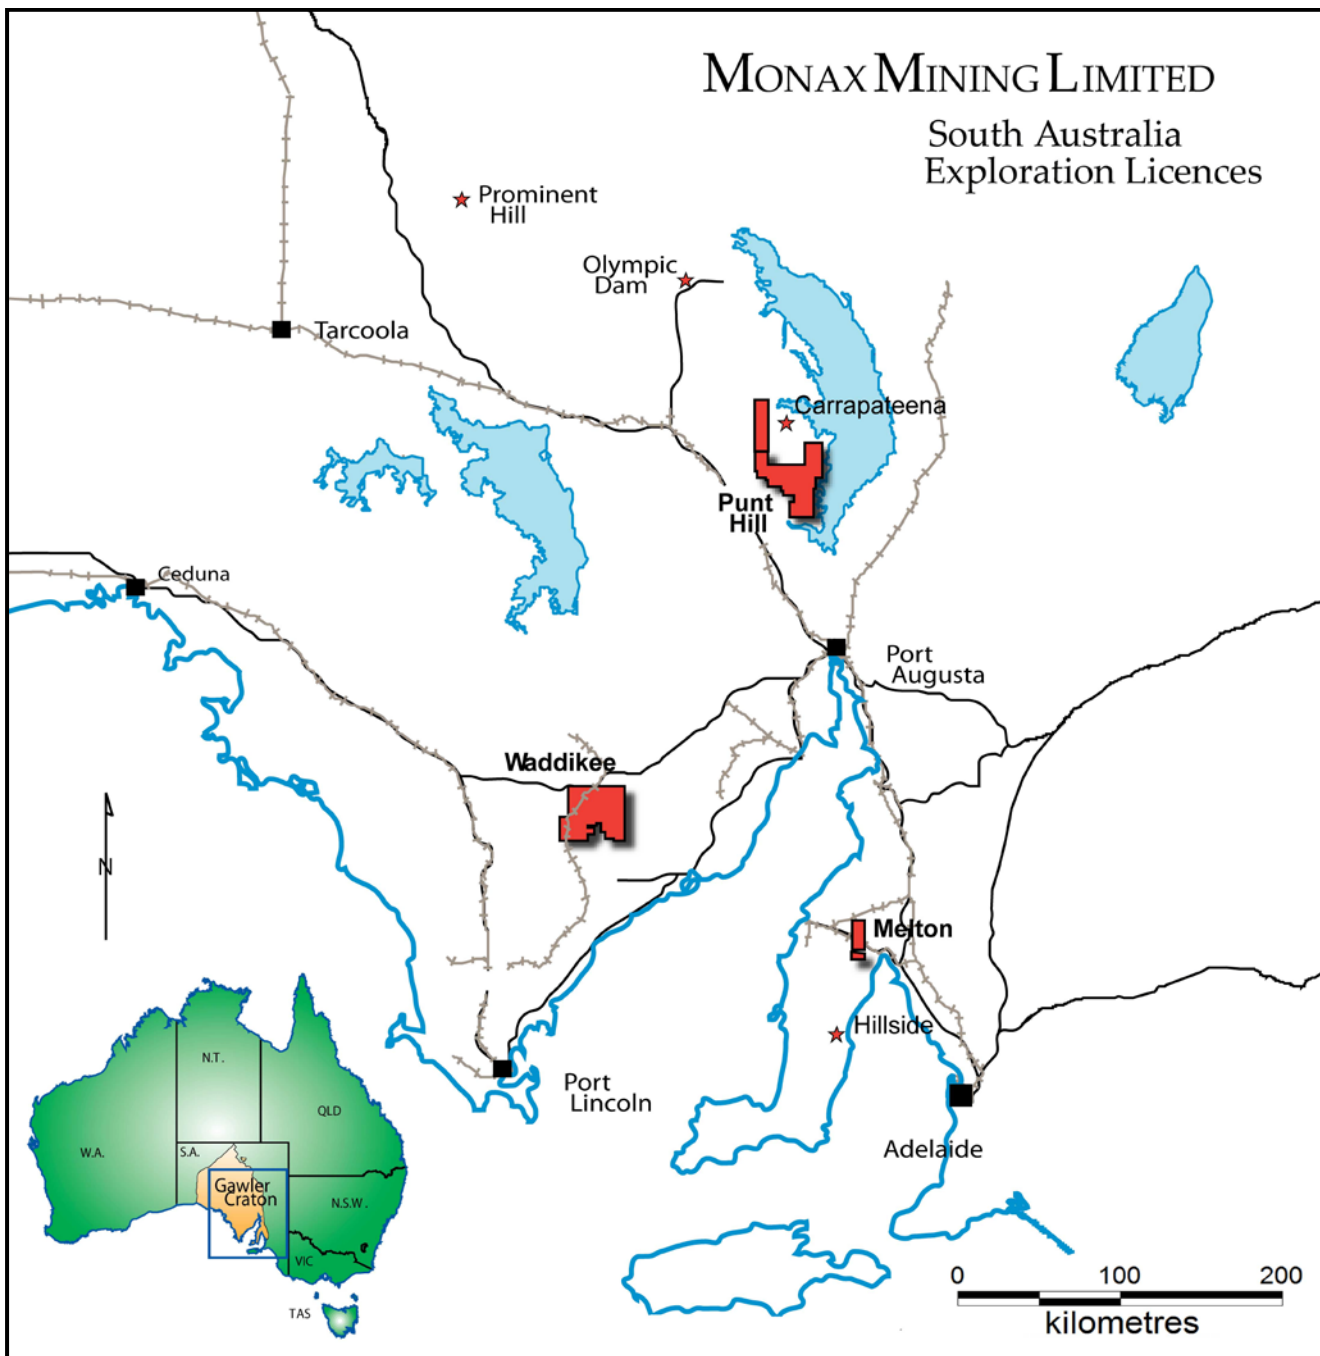 MONAX MINING LIMITED
South Australia
Exploration Licences
Prominent
Hill
Olympic
Dam
Tarcoola
Carrapateena
Punt
Hill
Ceduna
Port
Augusta
Waddikee
N
Melton
Hillside
Port
Lincoln
Adelaide
N.T.
QLD
W.A.
S.A.
Gawler
Craton
N.S.W.
VIC
TAS
0 100 200
kilometres